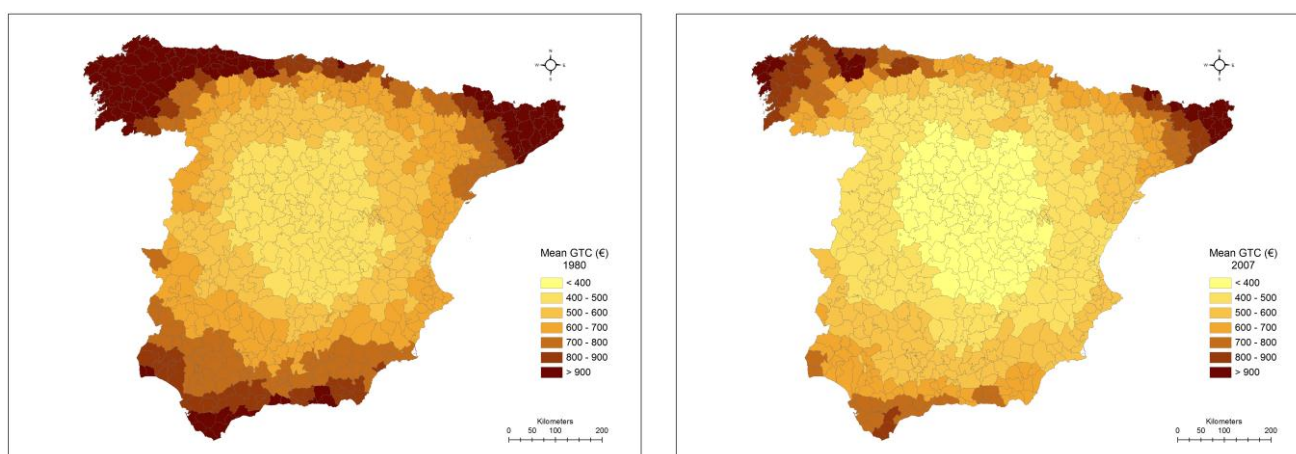 N
W E
S
Mean GTC (€)
1980
< 400
400 - 500
500 - 600
600 - 700
700 - 800
800 - 900
> 900
Kilometers
0 50 100 200
N
W E
S
Mean GTC (€)
2007
< 400
400 - 500
500 - 600
600 - 700
700 - 800
800 - 900
> 900
Kilometers
0 50 100 200